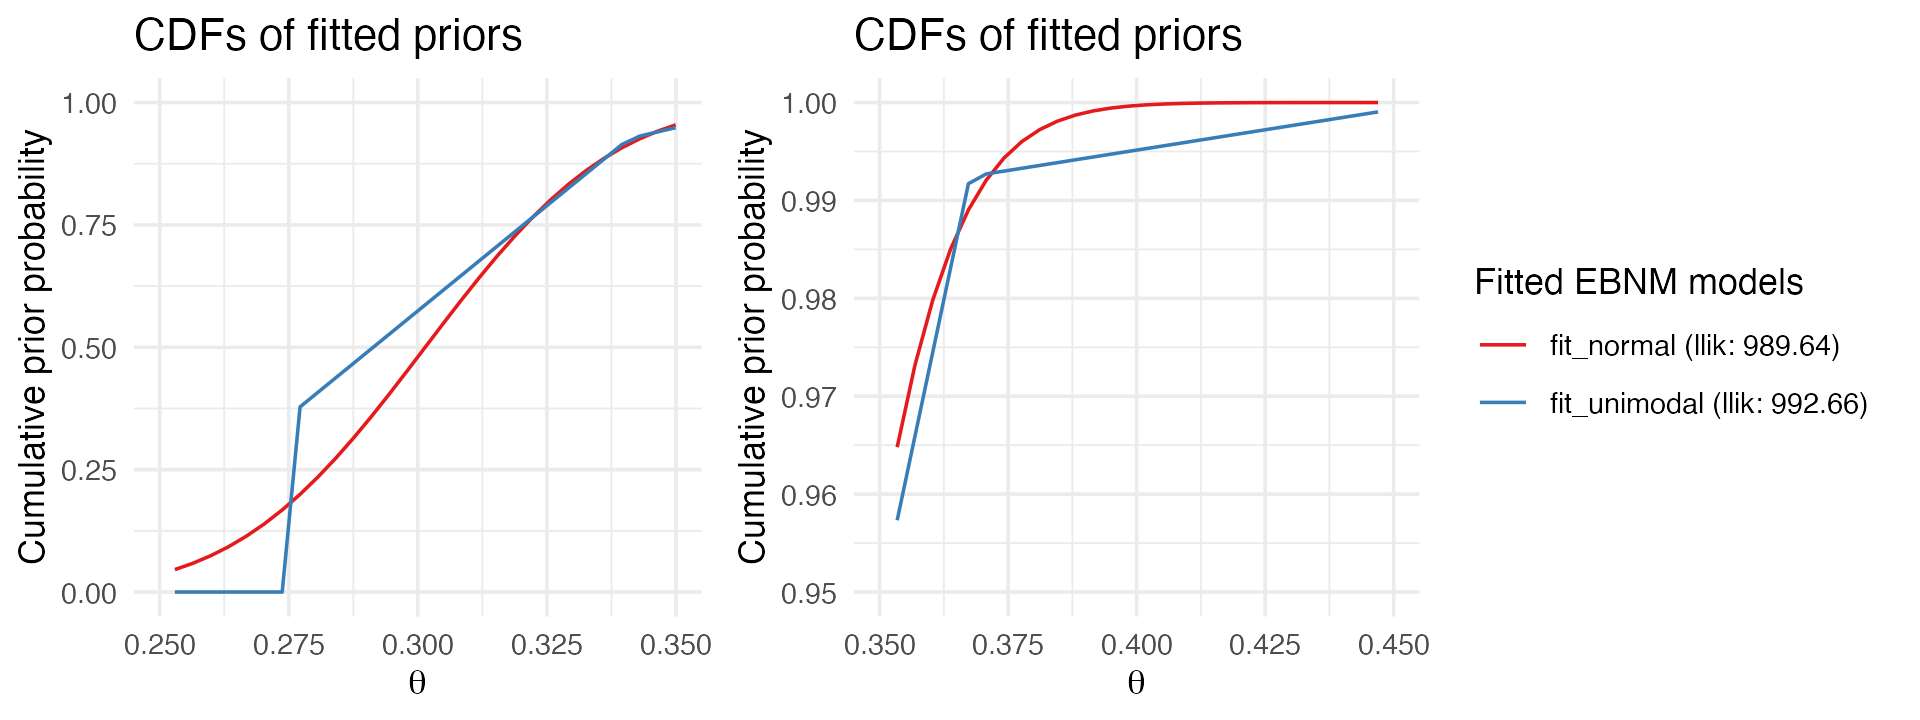 CDFs of fitted priors
Cumulative prior probability
1.00
0.75
0.50
0.25
0.00
0.250 0.275 0.300 0.325 0.350
θ
CDFs of fitted priors
Cumulative prior probability
1.00
0.99
0.98
0.97
0.96
0.95
0.350 0.375 0.400 0.425 0.450
θ
Fitted EBNM models
fit_normal (llik: 989.64)
fit_unimodal (llik: 992.66)